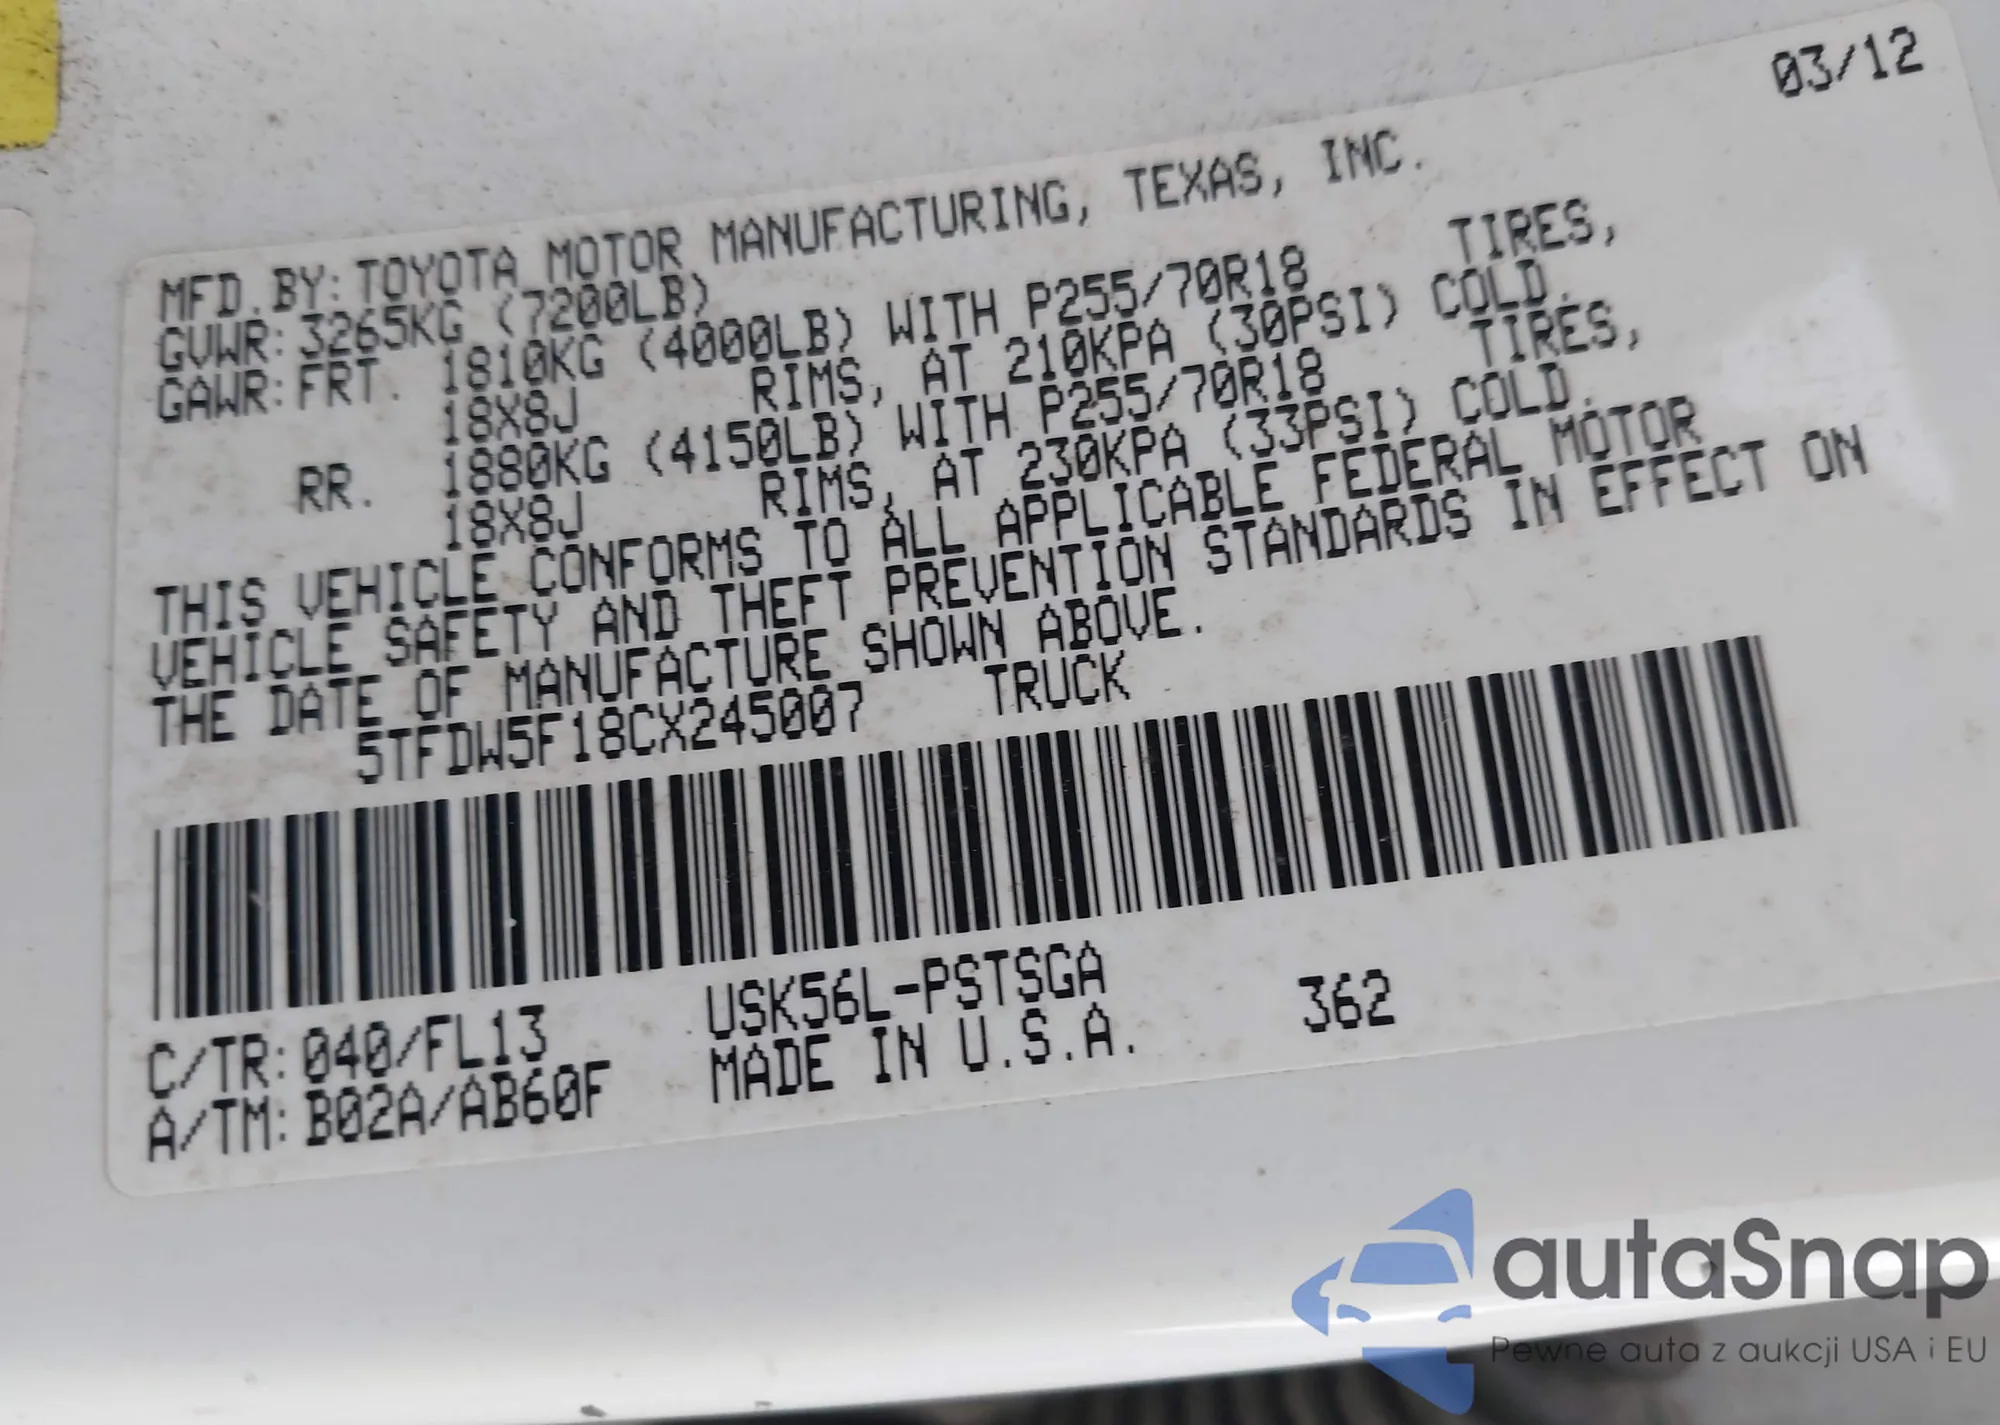 03/12
MFD.BY: TOYOTA MOTOR MANUFACTURING, TEXAS, INC.
GVWR: 3265KG (7200LB)
GAWR: FRT. 1810KG (4000LB) WITH P255/70R18 TIRES,
18X8J RIMS, AT 210KPA (30PSI) COLD.
RR. 1880KG (4150LB) WITH P255/70R18 TIRES,
18X8J RIMS, AT 230KPA (33PSI) COLD.
THIS VEHICLE CONFORMS TO ALL APPLICABLE FEDERAL MOTOR
VEHICLE SAFETY AND THEFT PREVENTION STANDARDS IN EFFECT ON
THE DATE OF MANUFACTURE SHOWN ABOVE.
5TFDW5F18CX245007 TRUCK
C/TR: 040/FL13 USK56L-PSTSGA 362
A/TM: B02A/AB60F MADE IN U.S.A.
autaSnap
Pewne auta z aukcji USA i EU